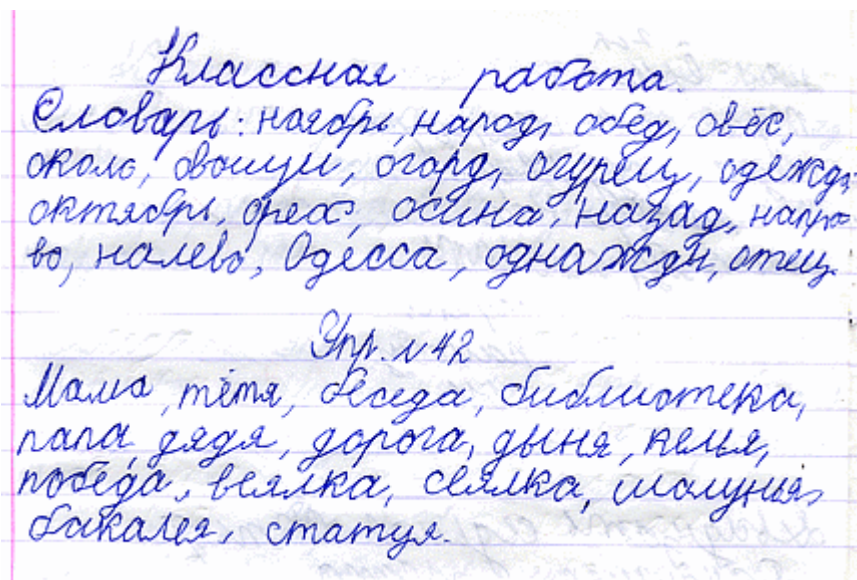 Классная работа.
Словарь: ноябрь, народ, обед, овёс,
около, овощи, огород, огурец, одежда,
октябрь, орех, осина, назад, напра-
во, налево, Одесса, однажды, отец.
Упр. №42
Мама, тётя, беседа, библиотека,
папа, дядя, дорога, дыня, келья,
победа, веялка, сеялка, шалунья,
бакалея, статуя.